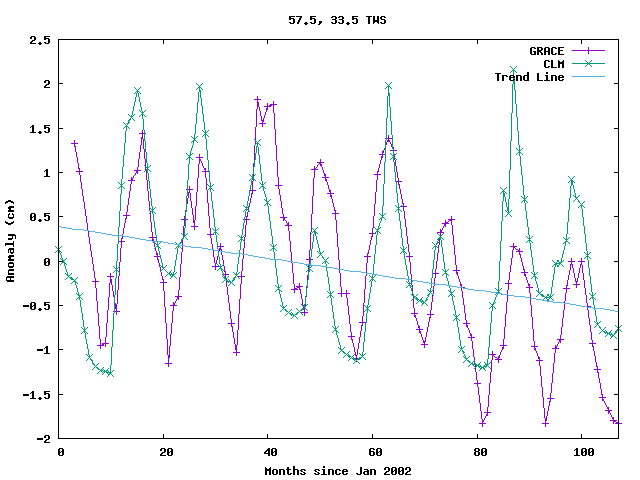 57.5, 33.5 TWS
GRACE
CLM
Trend Line
2.5
2
1.5
1
0.5
0
-0.5
-1
-1.5
-2
Anomaly (cm)
0 20 40 60 80 100
Months since Jan 2002